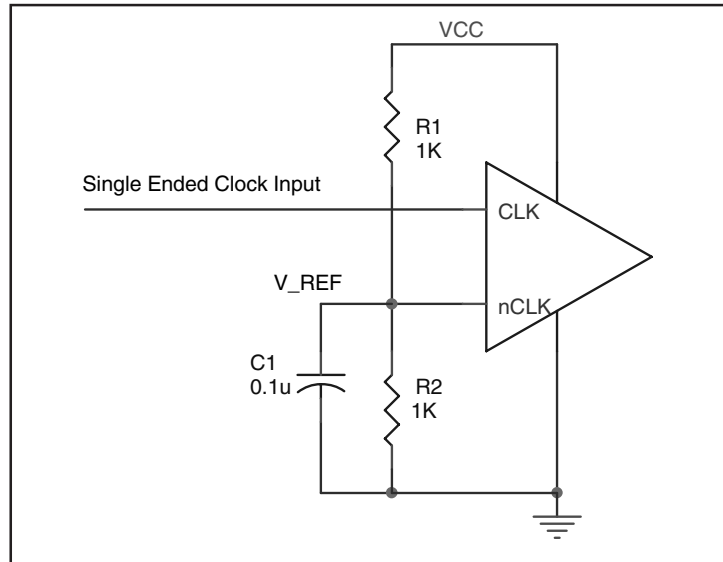 VCC
R1
1K
Single Ended Clock Input
CLK
V_REF
nCLK
C1
0.1u
R2
1K